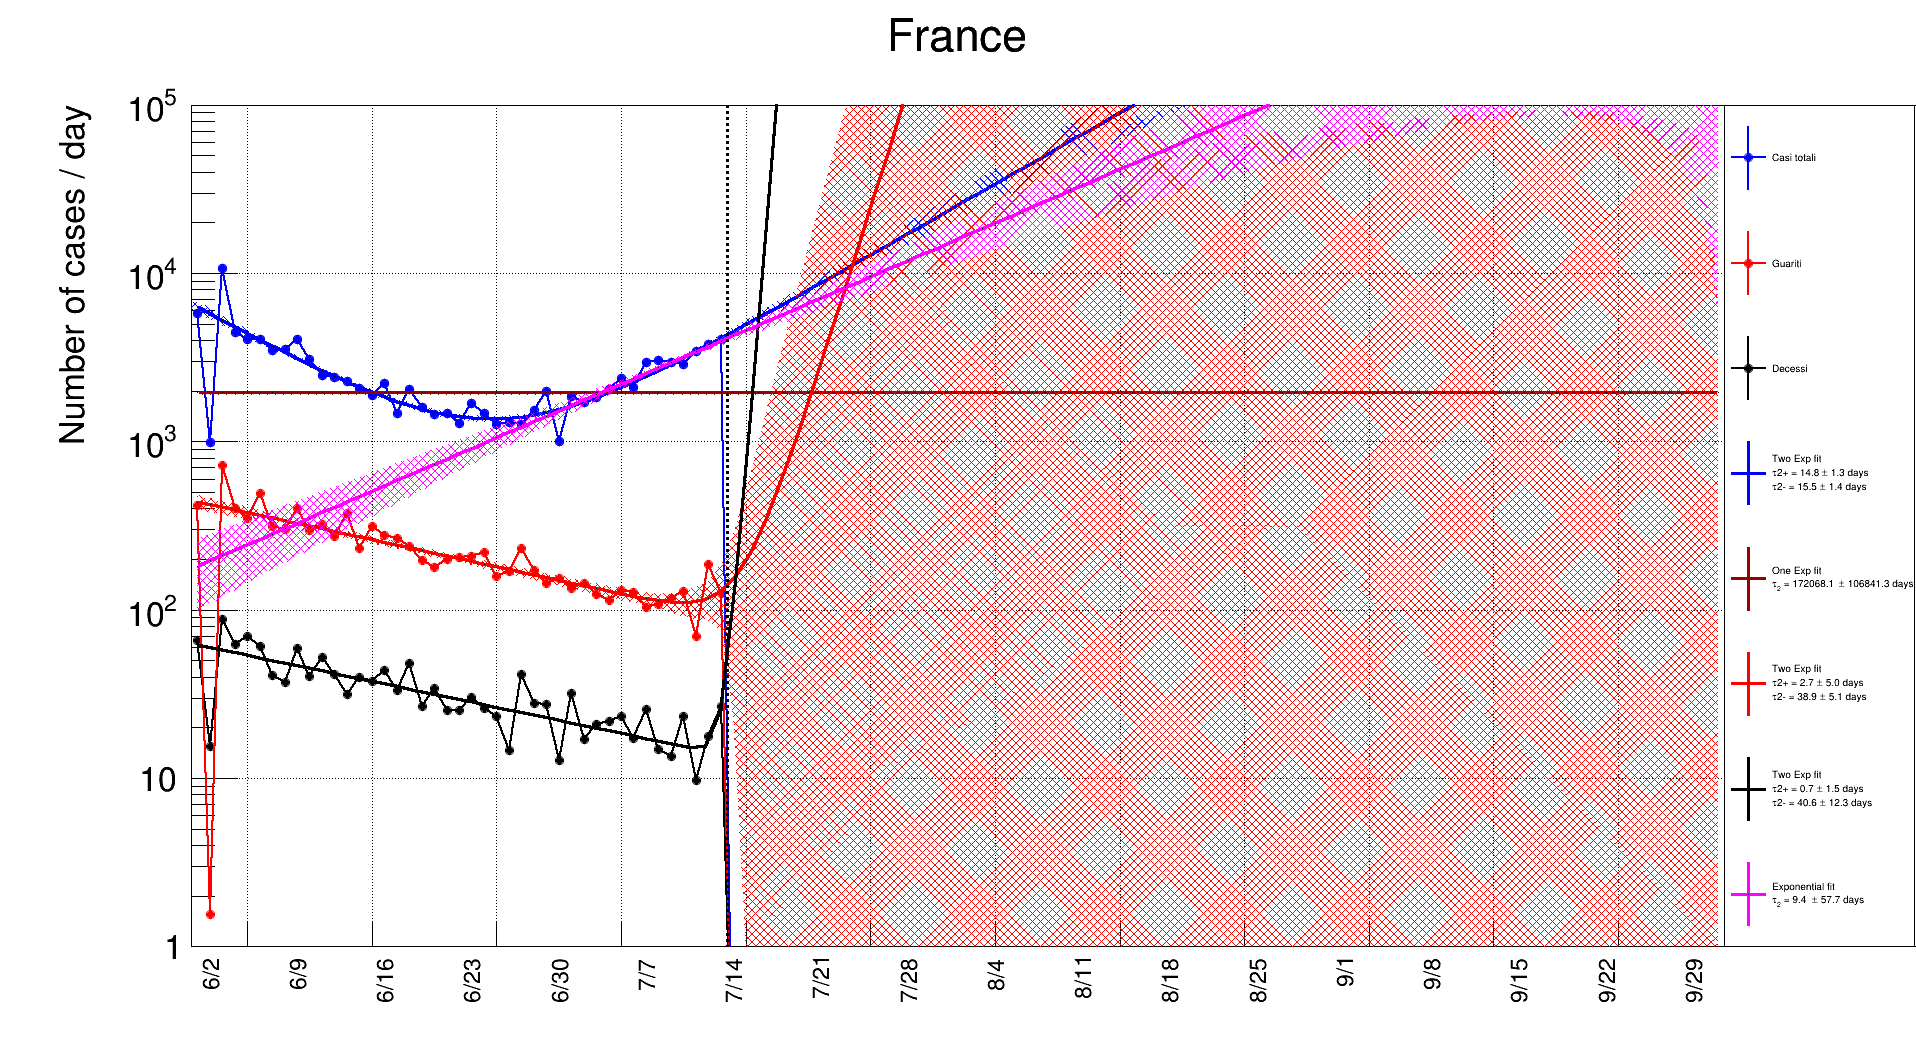 France
Number of cases / day
10^5
10^4
10^3
10^2
10
1
6/2
6/9
6/16
6/23
6/30
7/7
7/14
7/21
7/28
8/4
8/11
8/18
8/25
9/1
9/8
9/15
9/22
9/29
Casi totali
Guariti
Decessi
Two Exp fit
τ2+ = 14.8 ± 1.3 days
τ2- = 15.5 ± 1.4 days
One Exp fit
τ₂ = 172068.1 ± 106841.3 days
Two Exp fit
τ2+ = 2.7 ± 5.0 days
τ2- = 38.9 ± 5.1 days
Two Exp fit
τ2+ = 0.7 ± 1.5 days
τ2- = 40.6 ± 12.3 days
Exponential fit
τ₂ = 9.4 ± 57.7 days